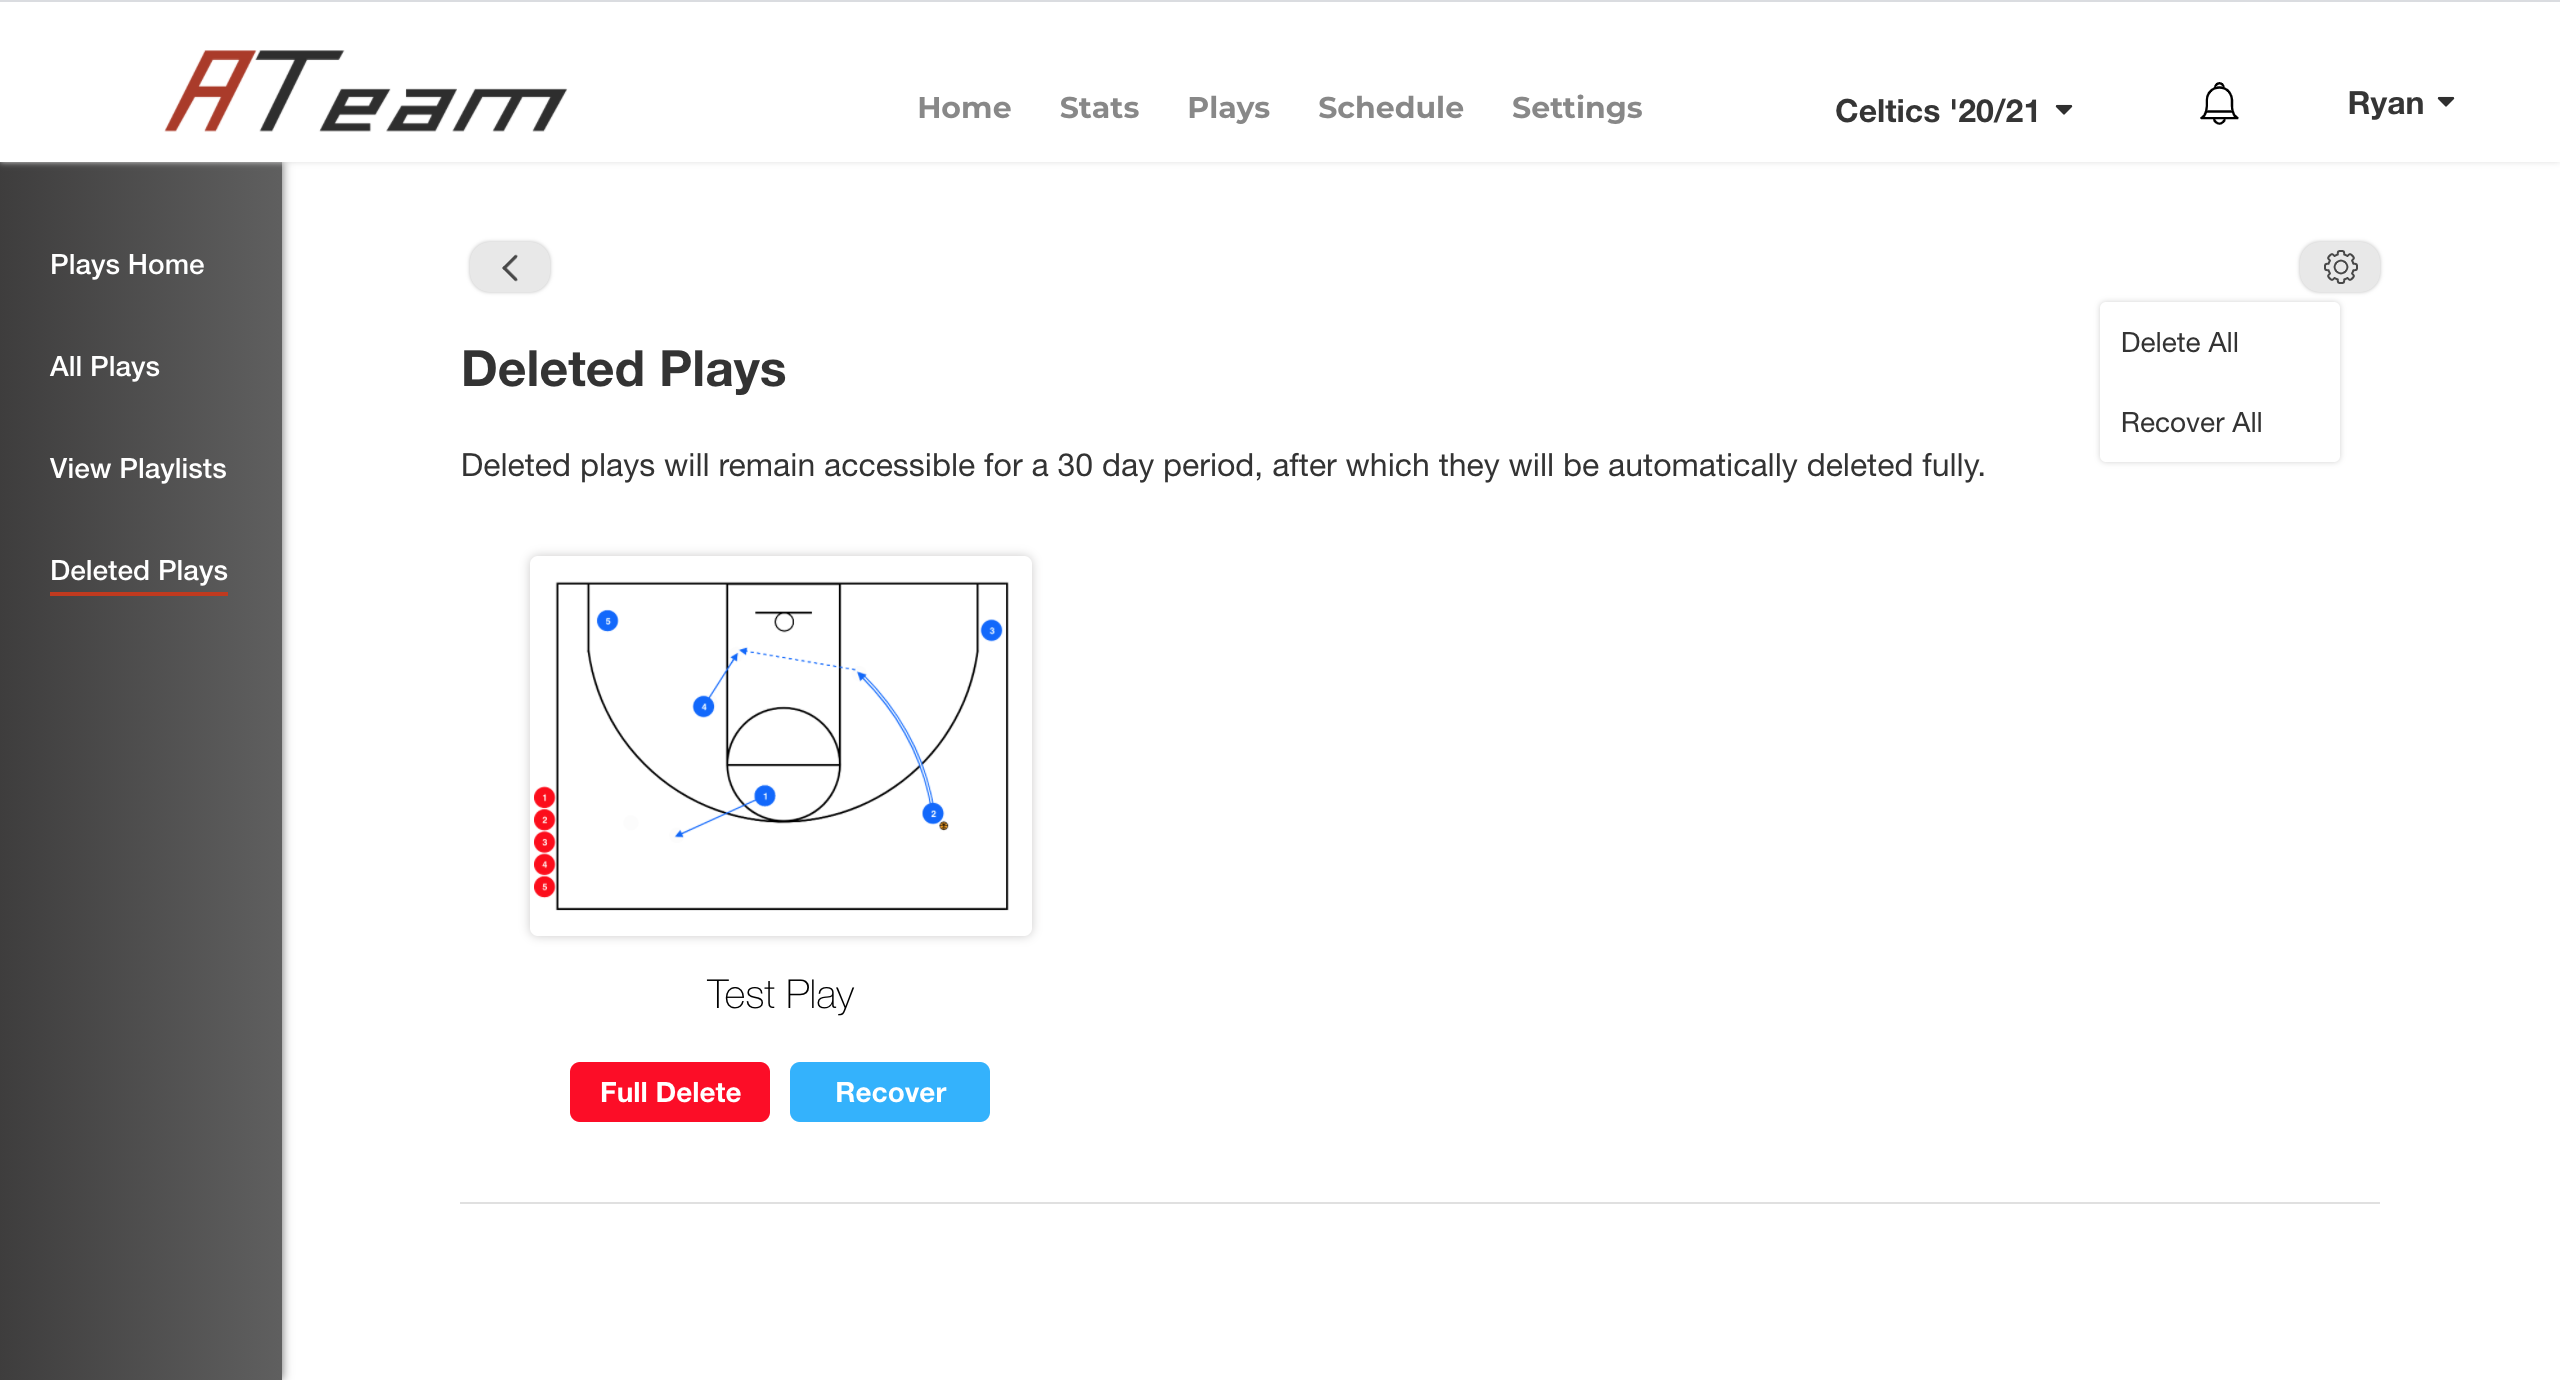 ATeam
Home Stats Plays Schedule Settings Celtics '20/21 Ryan
Plays Home
All Plays
View Playlists
Deleted Plays
Delete All
Recover All
Deleted Plays
Deleted plays will remain accessible for a 30 day period, after which they will be automatically deleted fully.
5
3
4
1
2
1
2
3
4
5
Test Play
Full Delete Recover